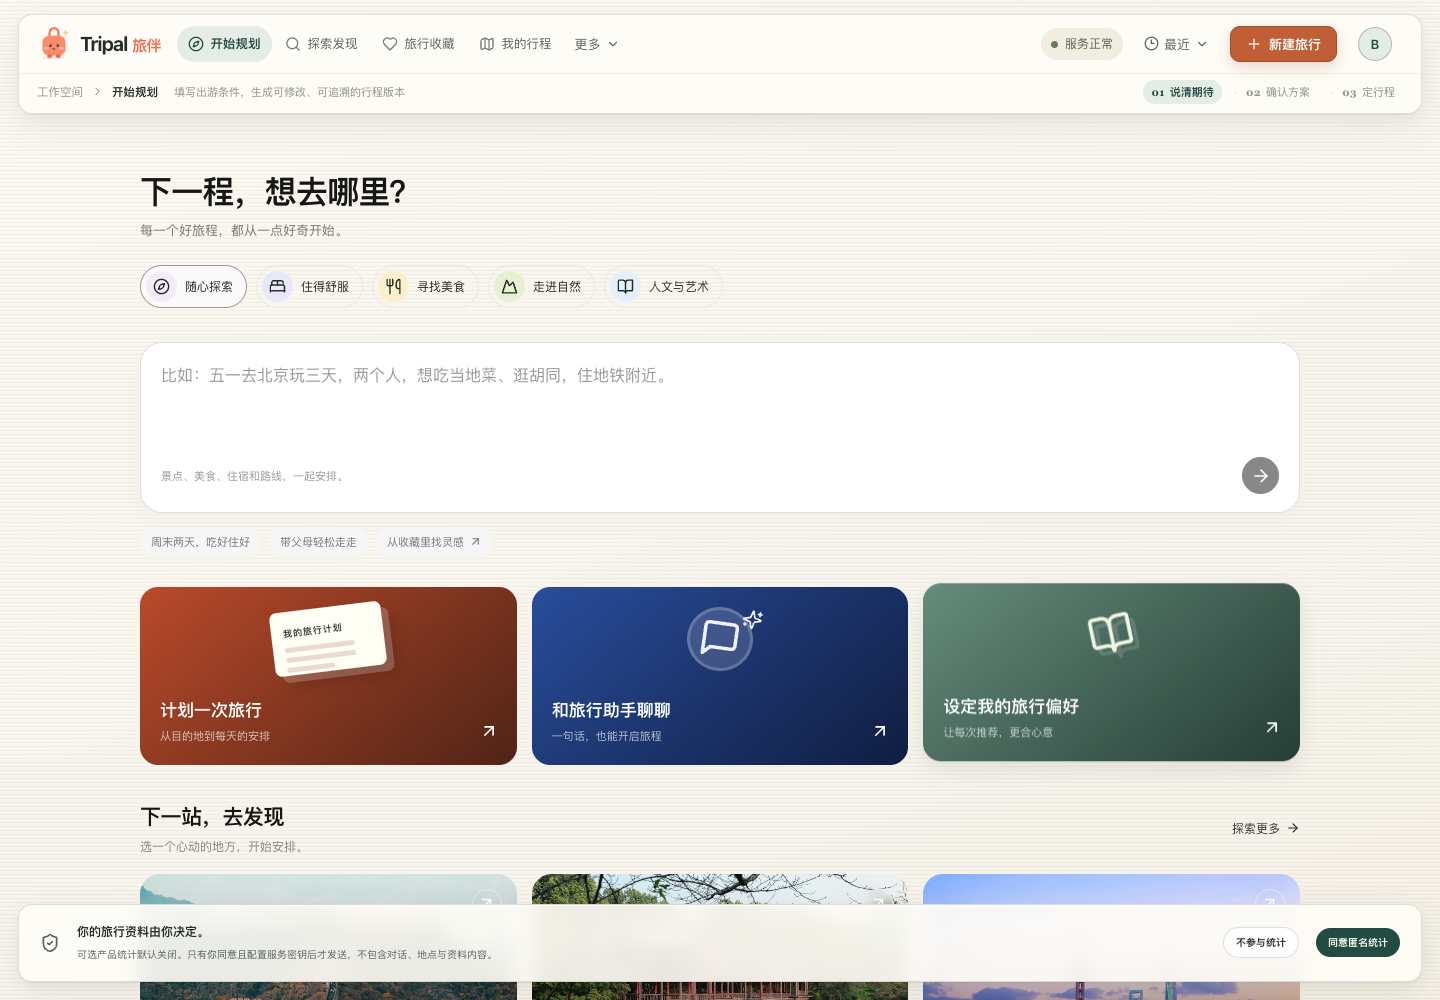 Tripal 旅伴
开始规划
探索发现
旅行收藏
我的行程
更多
服务正常
最近
新建旅行
B
工作空间
开始规划
填写出游条件，生成可修改、可追溯的行程版本
01 说清期待
02 确认方案
03 定行程
下一程，想去哪里？
每一个好旅程，都从一点好奇开始。
随心探索
住得舒服
寻找美食
走进自然
人文与艺术
比如：五一去北京玩三天，两个人，想吃当地菜、逛胡同，住地铁附近。
景点、美食、住宿和路线，一起安排。
周末两天，吃好住好
带父母轻松走走
从收藏里找灵感
我的旅行计划
计划一次旅行
从目的地到每天的安排
和旅行助手聊聊
一句话，也能开启旅程
设定我的旅行偏好
让每次推荐，更合心意
下一站，去发现
选一个心动的地方，开始安排。
探索更多
你的旅行资料由你决定。
可选产品统计默认关闭。只有你同意且配置服务密钥后才发送，不包含对话、地点与资料内容。
不参与统计
同意匿名统计